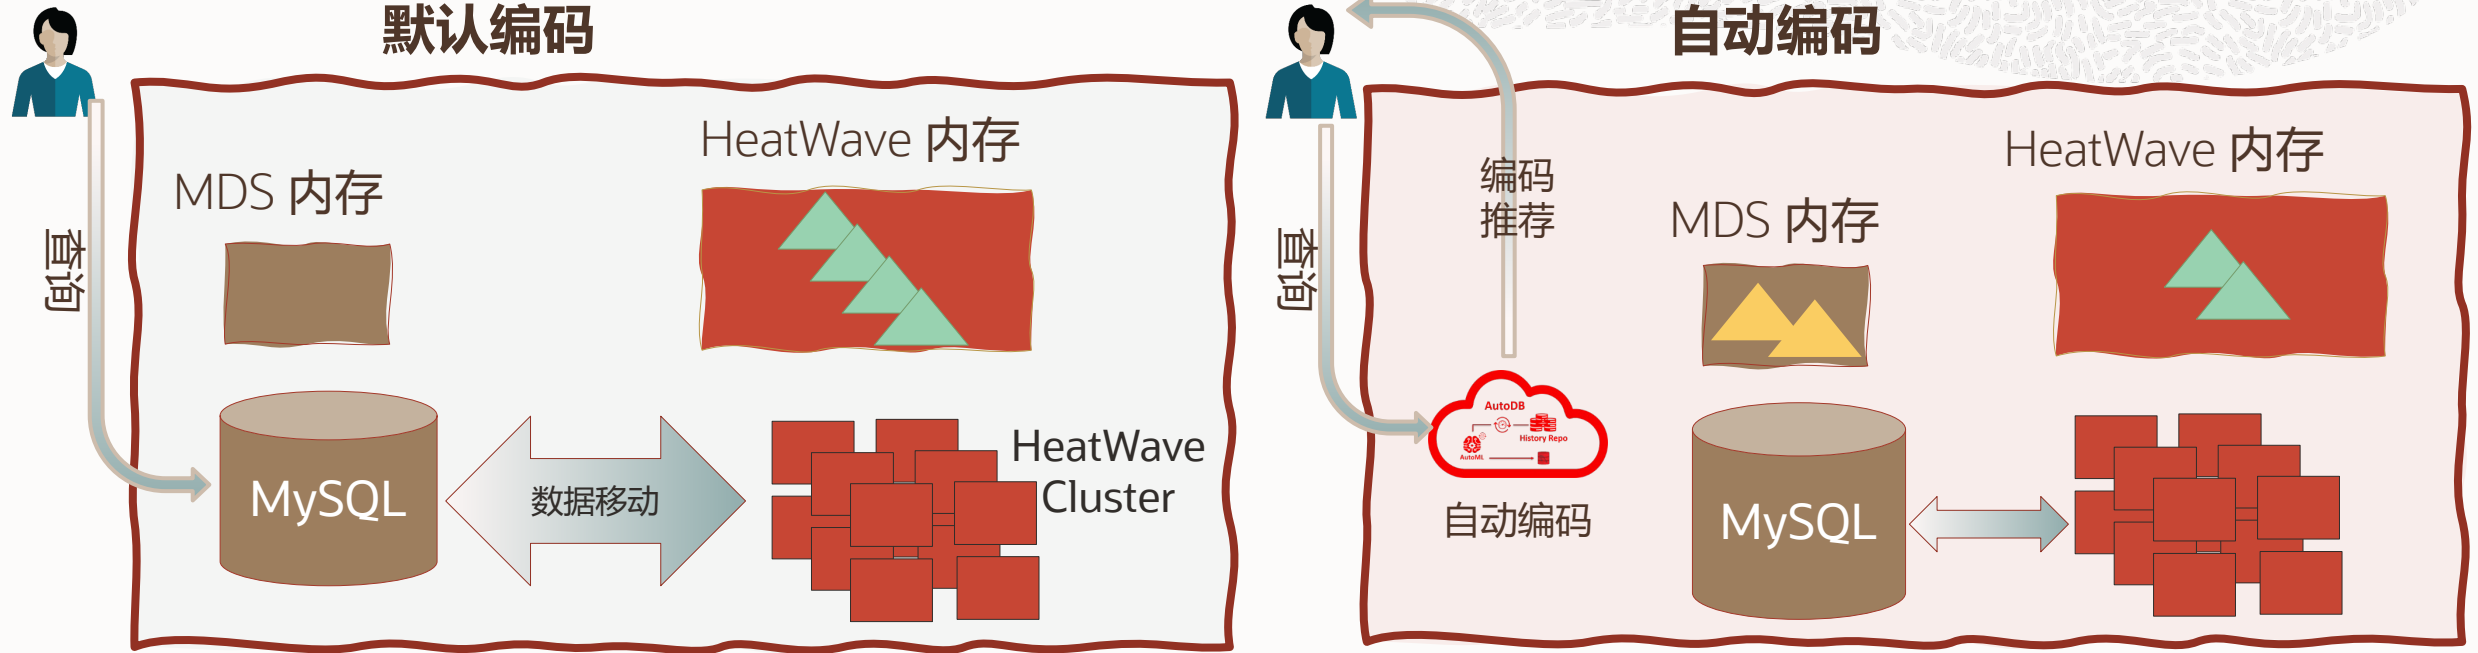 默认编码
HeatWave 内存
MDS 内存
查询
MySQL
数据移动
HeatWave
Cluster
自动编码
HeatWave 内存
编码
推荐
MDS 内存
查询
AutoDB
History Repo
AutoML
自动编码
MySQL